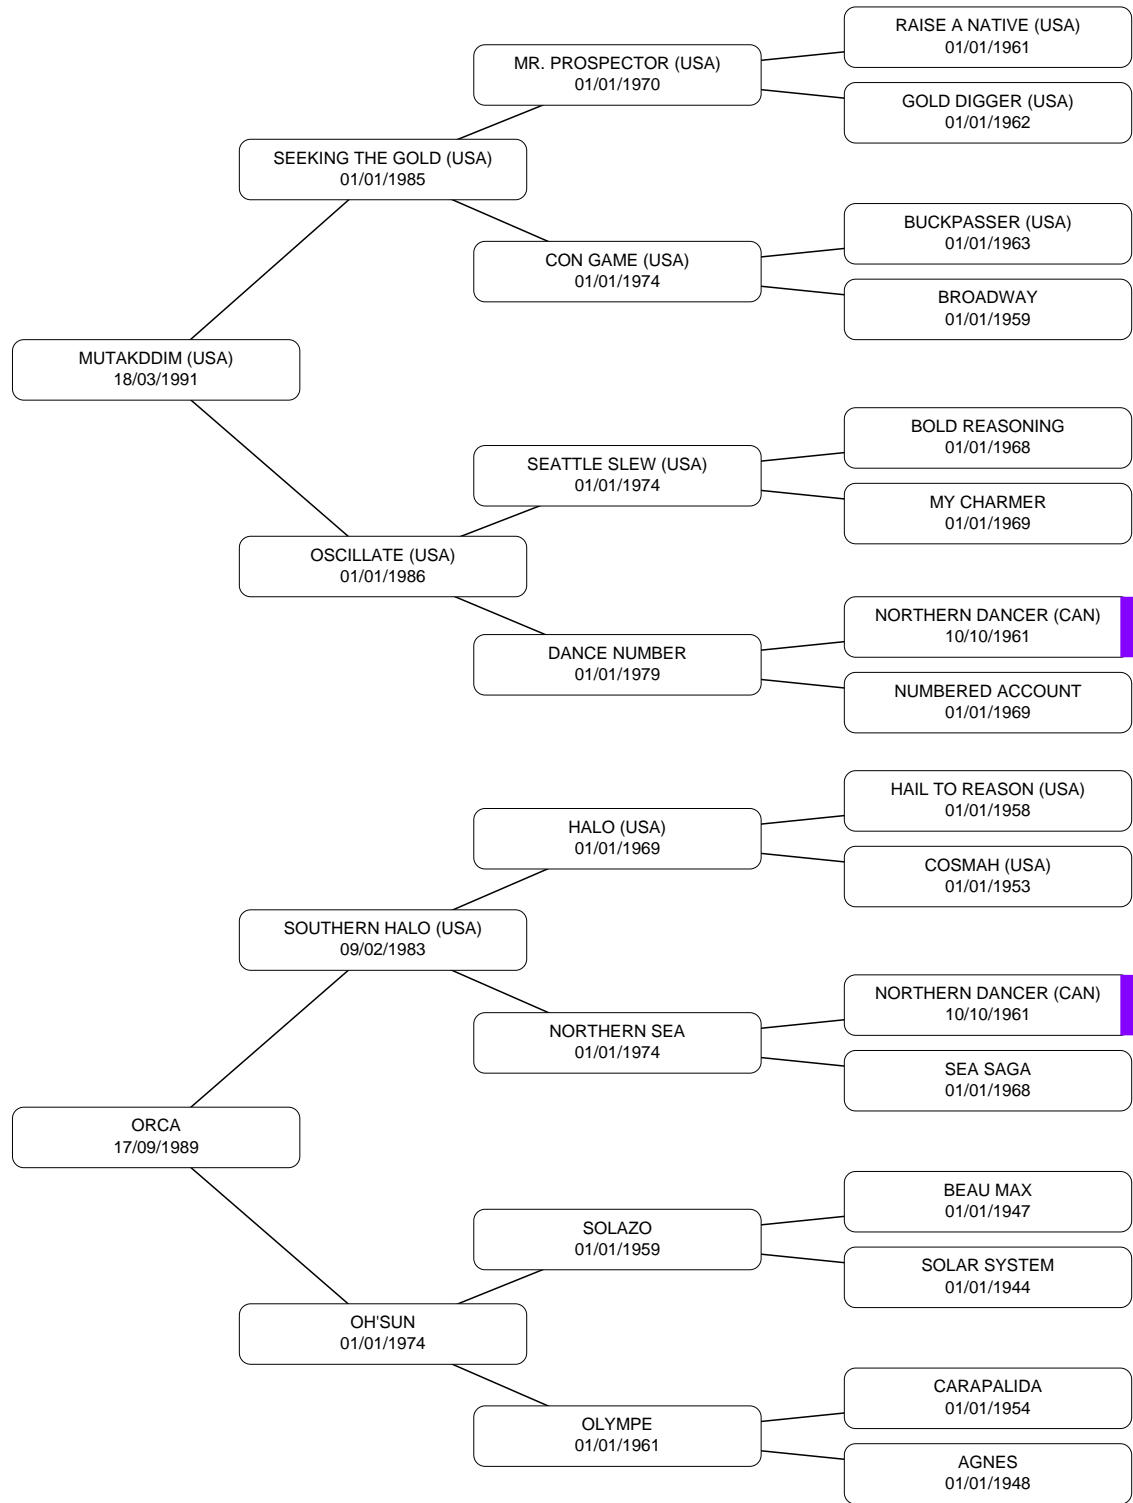 RAISE A NATIVE (USA)
01/01/1961
MR. PROSPECTOR (USA)
01/01/1970
GOLD DIGGER (USA)
01/01/1962
SEEKING THE GOLD (USA)
01/01/1985
BUCKPASSER (USA)
01/01/1963
CON GAME (USA)
01/01/1974
BROADWAY
01/01/1959
MUTAKDDIM (USA)
18/03/1991
BOLD REASONING
01/01/1968
SEATTLE SLEW (USA)
01/01/1974
MY CHARMER
01/01/1969
OSCILLATE (USA)
01/01/1986
NORTHERN DANCER (CAN)
10/10/1961
DANCE NUMBER
01/01/1979
NUMBERED ACCOUNT
01/01/1969
HAIL TO REASON (USA)
01/01/1958
HALO (USA)
01/01/1969
COSMAH (USA)
01/01/1953
SOUTHERN HALO (USA)
09/02/1983
NORTHERN DANCER (CAN)
10/10/1961
NORTHERN SEA
01/01/1974
SEA SAGA
01/01/1968
ORCA
17/09/1989
BEAU MAX
01/01/1947
SOLAZO
01/01/1959
SOLAR SYSTEM
01/01/1944
OH'SUN
01/01/1974
CARAPALIDA
01/01/1954
OLYMPE
01/01/1961
AGNES
01/01/1948